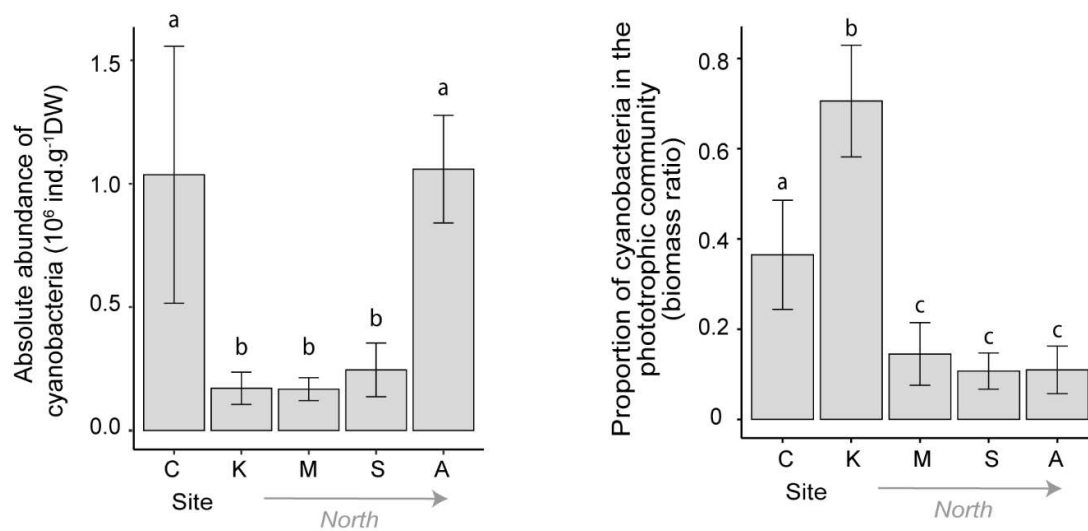 Absolute abundance of
cyanobacteria (10⁶ ind.g⁻¹DW)
1.5
1.0
0.5
0.0
a
b
b
b
a
C K M S A
Site
North
Proportion of cyanobacteria in the
phototrophic community
(biomass ratio)
0.8
0.6
0.4
0.2
0
a
b
c
c
c
C K M S A
Site
North